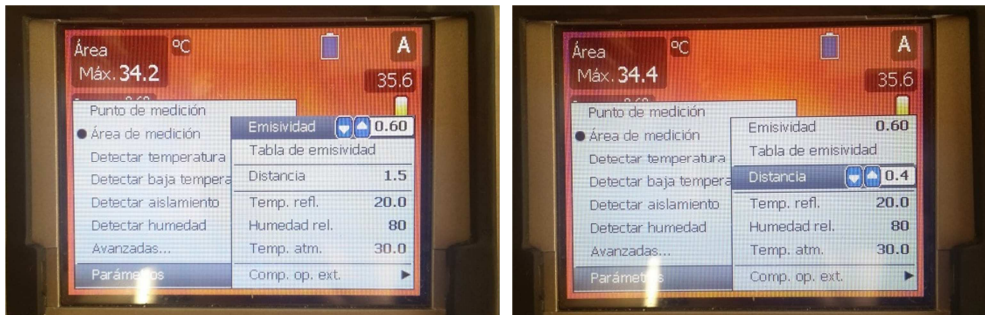 Área °C A
Máx. 34.2 35.6
Punto de medición
Área de medición
Detectar temperatura
Detectar baja tempera
Detectar aislamiento
Detectar humedad
Avanzadas...
Parámetros
Emisividad 0.60
Tabla de emisividad
Distancia 1.5
Temp. refl. 20.0
Humedad rel. 80
Temp. atm. 30.0
Comp. op. ext.
Área °C A
Máx. 34.4 35.6
Punto de medición
Área de medición
Detectar temperatura
Detectar baja tempera
Detectar aislamiento
Detectar humedad
Avanzadas...
Parámetros
Emisividad 0.60
Tabla de emisividad
Distancia 0.4
Temp. refl. 20.0
Humedad rel. 80
Temp. atm. 30.0
Comp. op. ext.